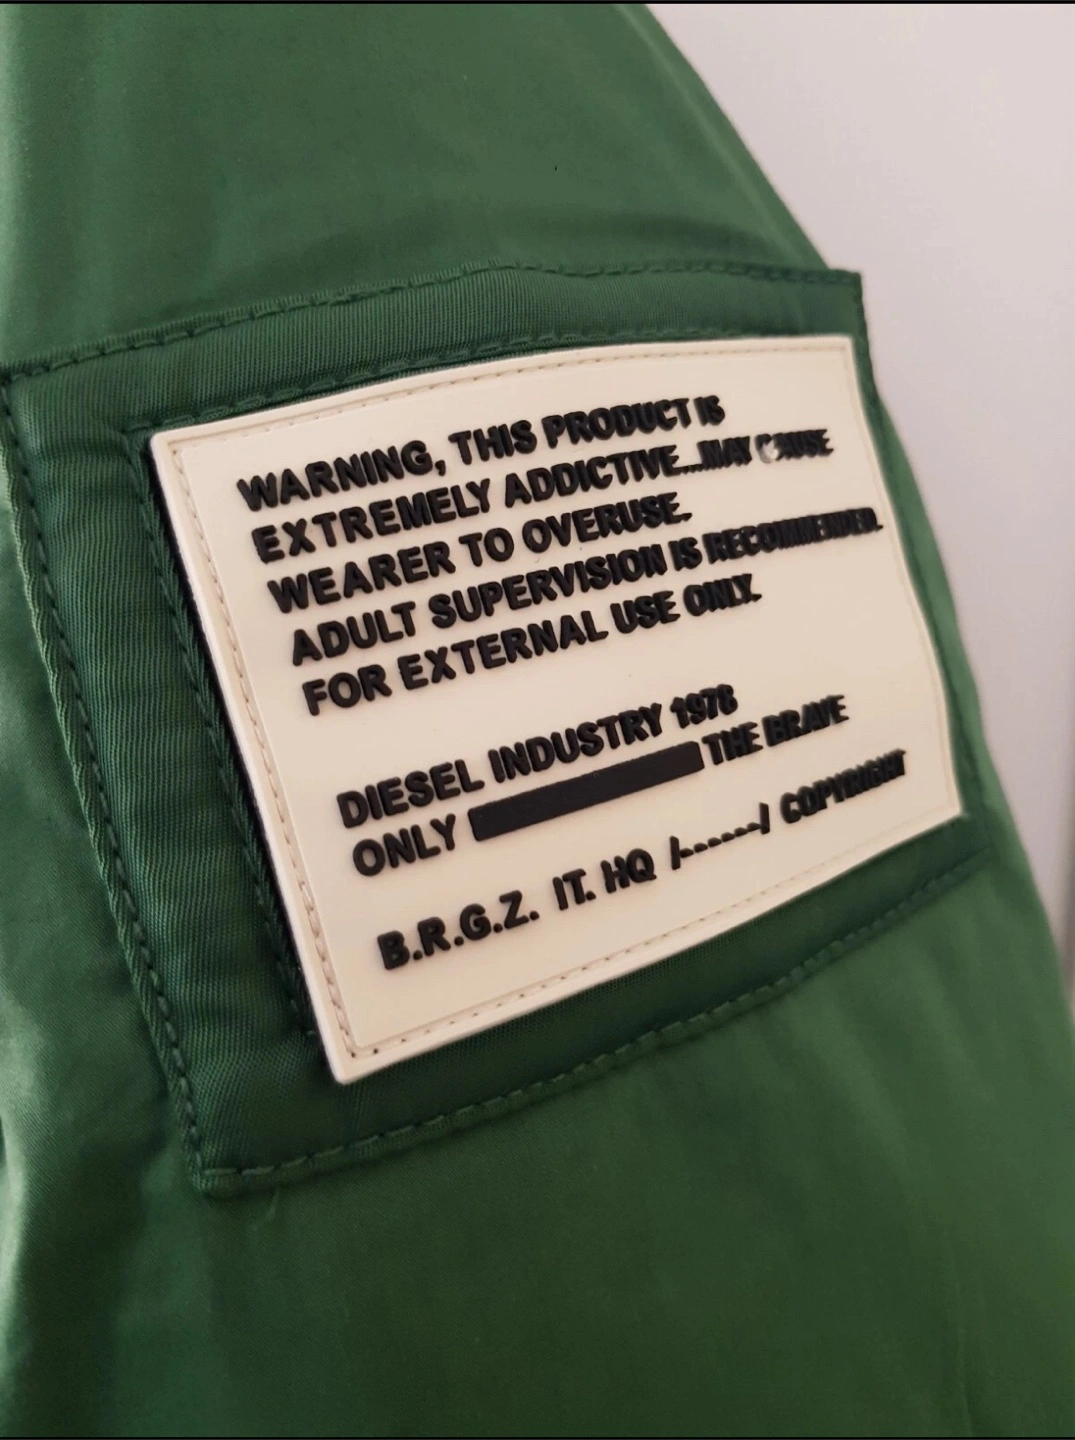 WARNING, THIS PRODUCT IS
EXTREMELY ADDICTIVE...MAY CAUSE
WEARER TO OVERUSE.
ADULT SUPERVISION IS RECOMMENDED.
FOR EXTERNAL USE ONLY.
DIESEL INDUSTRY 1978
ONLY THE BRAVE
B.R.G.Z. IT. HQ /------/ COPYRIGHT